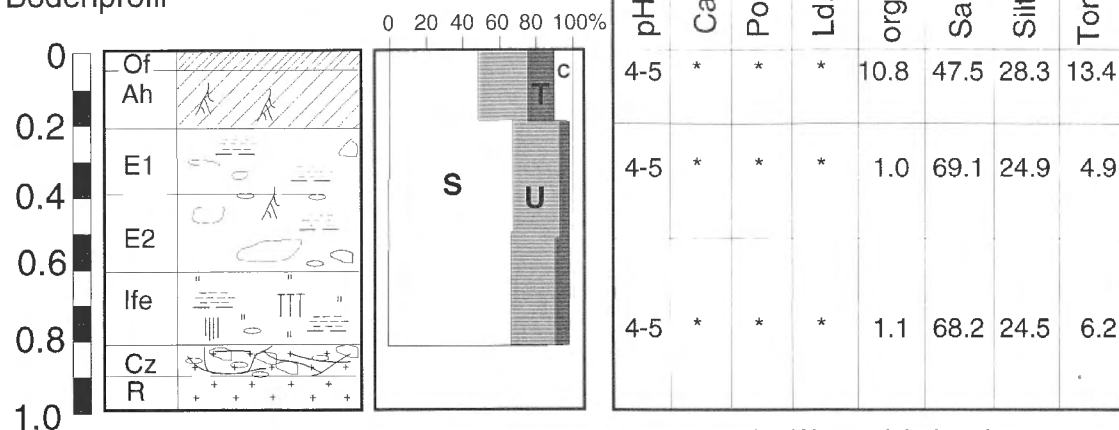 Bodenprofil
0 20 40 60 80 100%
pH Ca Po Ld. org Sa Silt Ton
0
0.2
0.4
0.6
0.8
1.0
Of
Ah
E1
E2
Ife
Cz
R
S
U
T
C
4-5 * * * 10.8 47.5 28.3 13.4
4-5 * * * 1.0 69.1 24.9 4.9
4-5 * * * 1.1 68.2 24.5 6.2